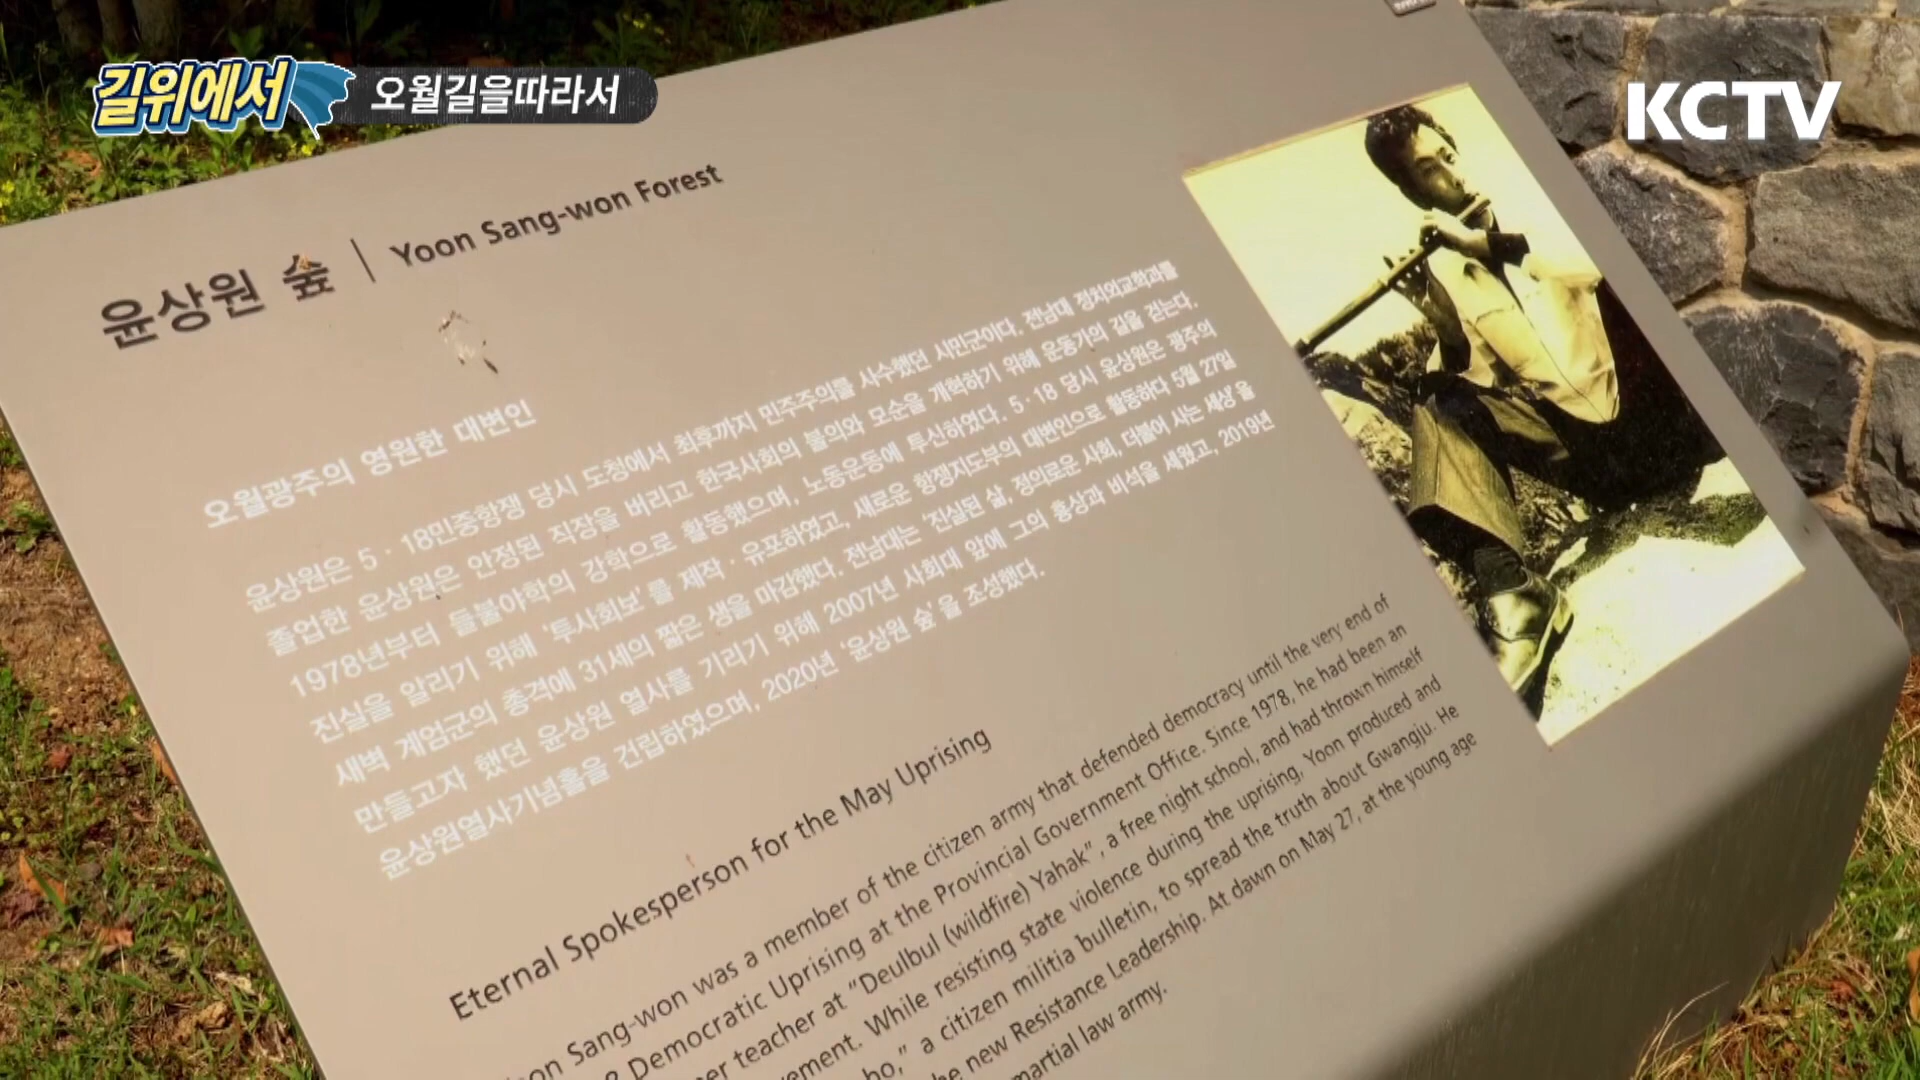 길위에서
오월길을따라서
KCTV
윤상원 숲 | Yoon Sang-won Forest
오월광주의 영원한 대변인
윤상원은 5·18민중항쟁 당시 도청에서 최후까지 민주주의를 사수했던 시민군이다. 전남대 정치외교학과를
졸업한 윤상원은 안정된 직장을 버리고 한국사회의 불의와 모순을 개혁하기 위해 운동가의 길을 걷는다.
1978년부터 들불야학의 강학으로 활동했으며, 노동운동에 투신하였다. 5·18 당시 윤상원은 광주의
진실을 알리기 위해 '투사회보'를 제작·유포하였고, 새로운 항쟁지도부의 대변인으로 활동하다 5월 27일
새벽 계엄군의 총격에 31세의 짧은 생을 마감했다. 전남대는 '진실된 삶, 정의로운 사회, 더불어 사는 세상'을
만들고자 했던 윤상원 열사를 기리기 위해 2007년 사회대 앞에 그의 흉상과 비석을 세웠고, 2019년
윤상원열사기념홀을 건립하였으며, 2020년 '윤상원 숲'을 조성했다.
Eternal Spokesperson for the May Uprising
Sang-won was a member of the citizen army that defended democracy until the very end of
Democratic Uprising at the Provincial Government Office. Since 1978, he had been an
teacher at "Deulbul (wildfire) Yahak", a free night school, and had thrown himself
While resisting state violence during the uprising, Yoon produced and
a citizen militia bulletin, to spread the truth about Gwangju. He
new Resistance Leadership. At dawn on May 27, at the young age
martial law army.